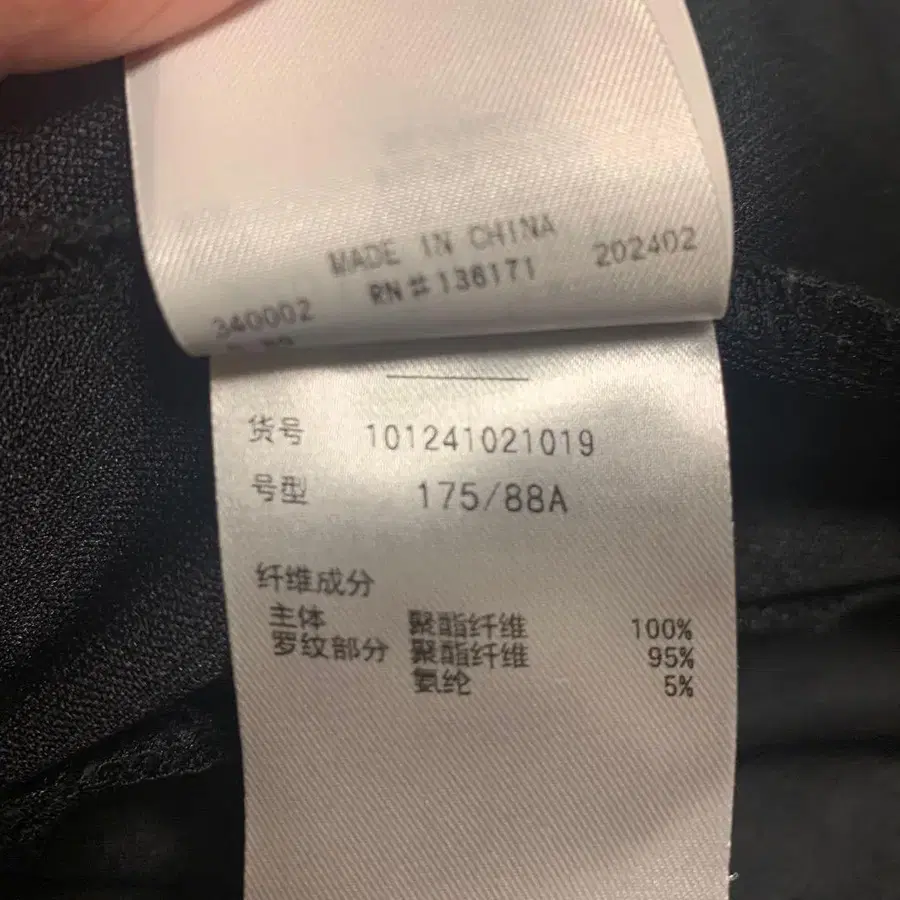 MADE IN CHINA
RN#136171
202402
340002
货号 101241021019
号型 175/88A
纤维成分
主体 聚酯纤维 100%
罗纹部分 聚酯纤维 95%
氨纶 5%